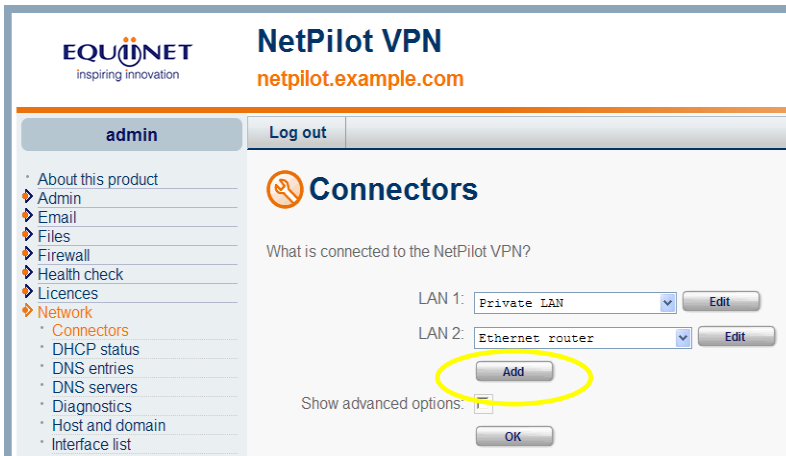 EQUiiNET
inspiring innovation
NetPilot VPN
netpilot.example.com
admin
Log out
About this product
Admin
Email
Files
Firewall
Health check
Licences
Network
Connectors
DHCP status
DNS entries
DNS servers
Diagnostics
Host and domain
Interface list
Connectors
What is connected to the NetPilot VPN?
LAN 1: Private LAN Edit
LAN 2: Ethernet router Edit
Add
Show advanced options:
OK